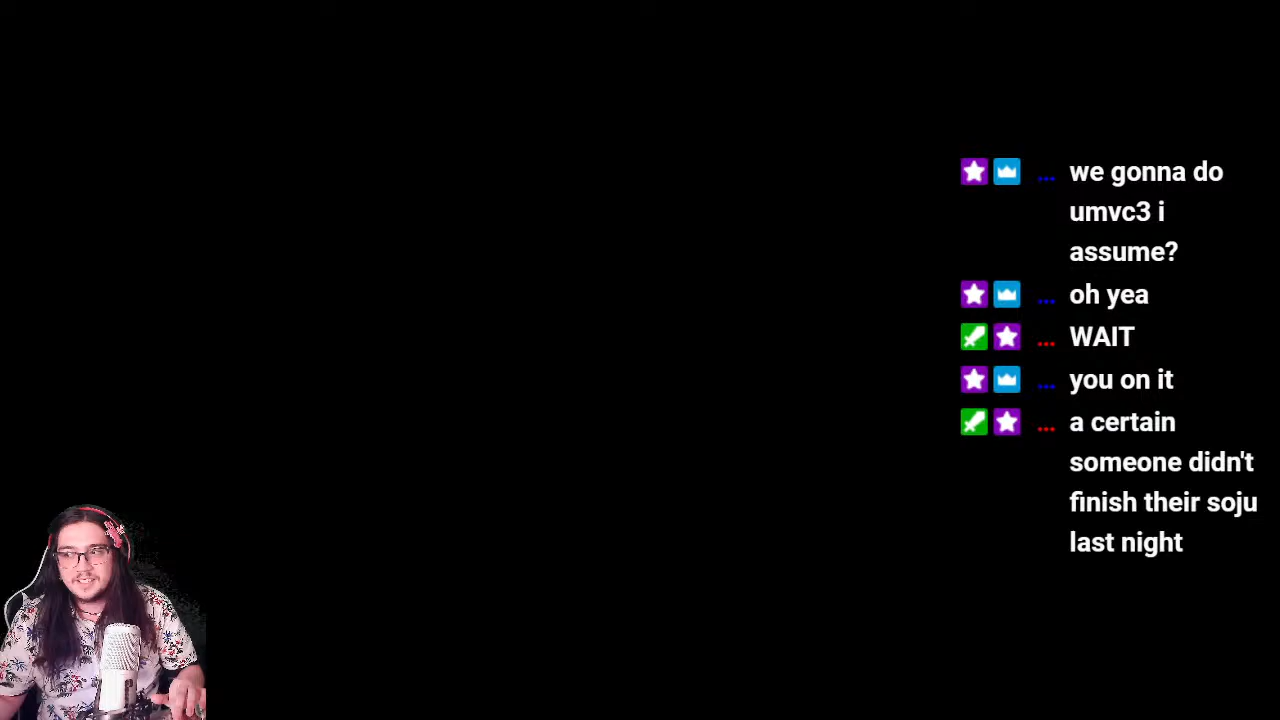 ... we gonna do
umvc3 i
assume?
... oh yea
... WAIT
... you on it
... a certain
someone didn't
finish their soju
last night